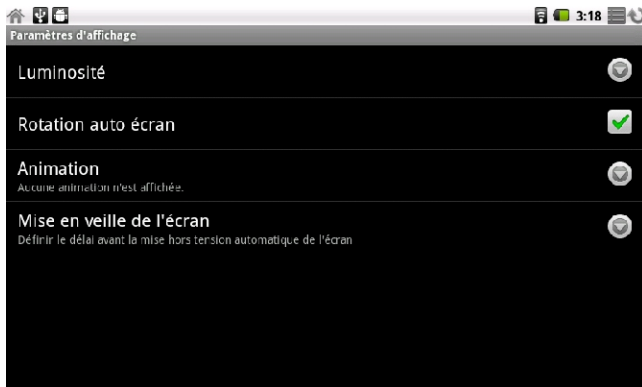 3:18
Paramètres d'affichage
Luminosité
Rotation auto écran
Animation
Aucune animation n'est affichée.
Mise en veille de l'écran
Définir le délai avant la mise hors tension automatique de l'écran